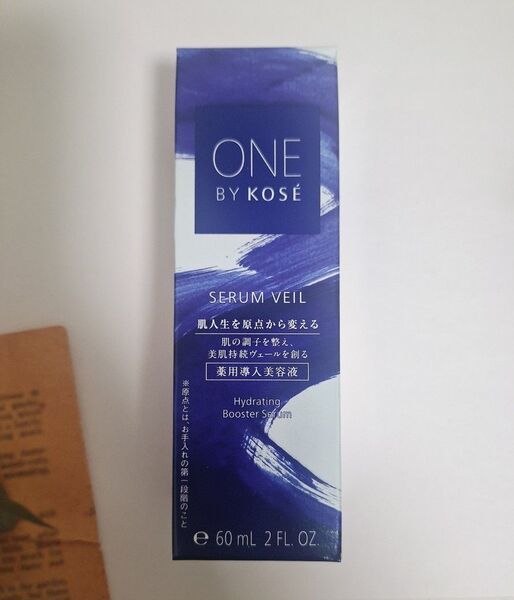 ONE
BY KOSÉ
SERUM VEIL
肌人生を原点から変える
肌の調子を整え、
美肌持続ヴェールを創る
薬用導入美容液
Hydrating
Booster Serum
※原点とは、お手入れの第一段階のこと
℮ 60 mL 2 FL. OZ.